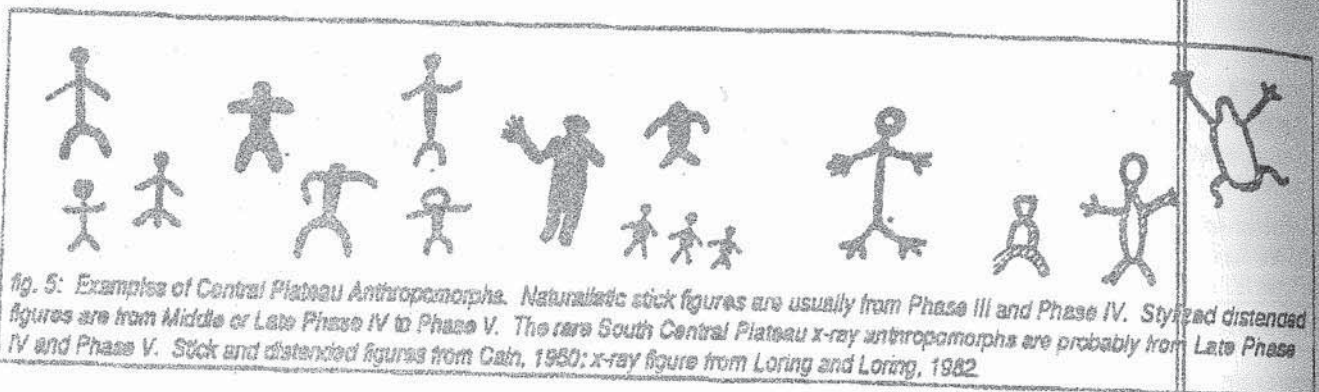 fig. 5: Examples of Central Plateau Anthropomorphs. Naturalistic stick figures are usually from Phase III and Phase IV. Stylized distended
figures are from Middle or Late Phase IV to Phase V. The rare South Central Plateau x-ray anthropomorphs are probably from Late Phase
IV and Phase V. Stick and distended figures from Cain, 1950; x-ray figure from Loring and Loring, 1982